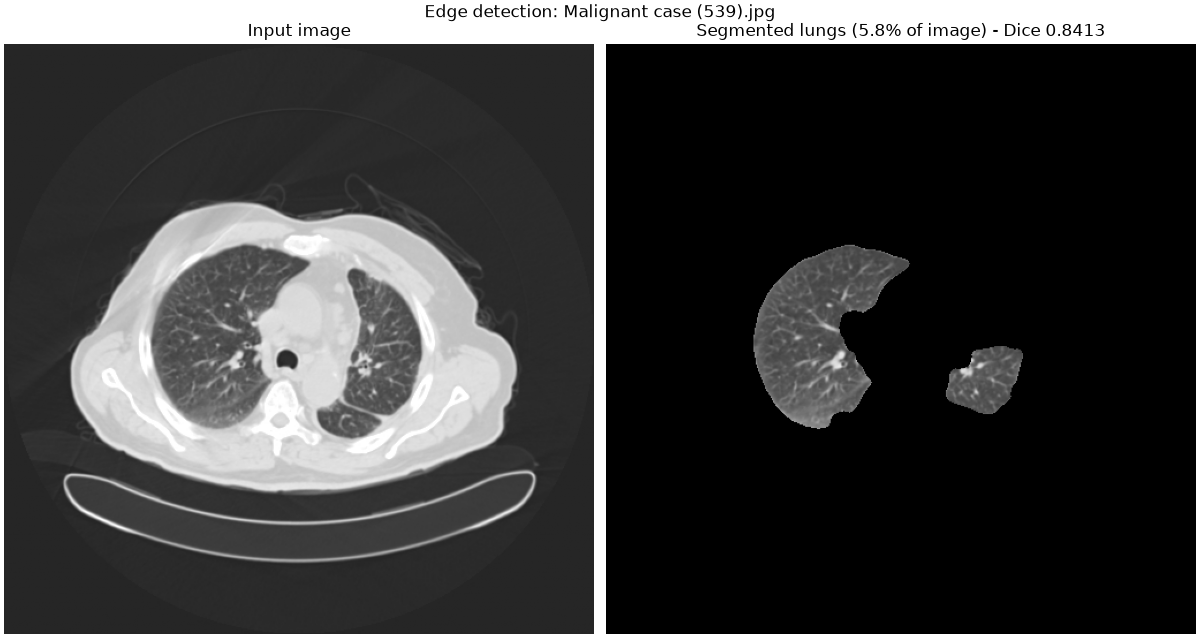 Edge detection: Malignant case (539).jpg
Input image
Segmented lungs (5.8% of image) - Dice 0.8413